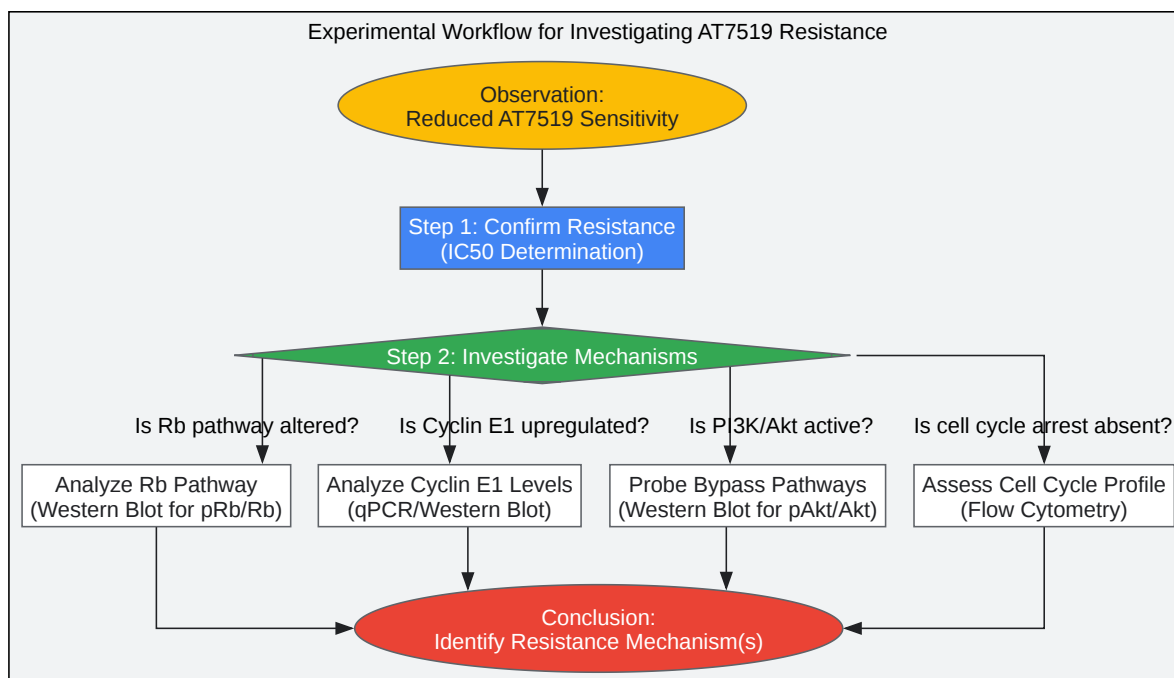 Experimental Workflow for Investigating AT7519 Resistance
Observation:
Reduced AT7519 Sensitivity
Step 1: Confirm Resistance
(IC50 Determination)
Step 2: Investigate Mechanisms
Is Rb pathway altered?
Is Cyclin E1 upregulated?
Is PI3K/Akt active?
Is cell cycle arrest absent?
Analyze Rb Pathway
(Western Blot for pRb/Rb)
Analyze Cyclin E1 Levels
(qPCR/Western Blot)
Probe Bypass Pathways
(Western Blot for pAkt/Akt)
Assess Cell Cycle Profile
(Flow Cytometry)
Conclusion:
Identify Resistance Mechanism(s)